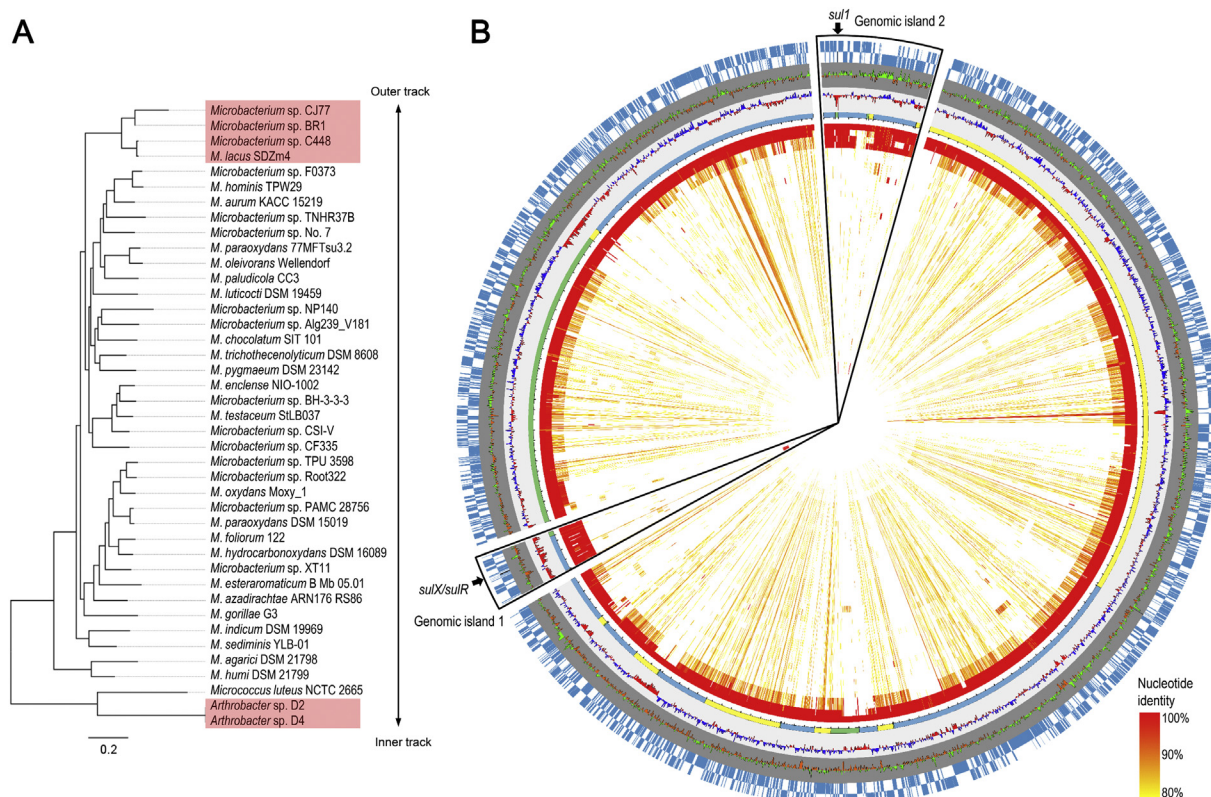 A
B
sul1
Genomic island 2
Outer track
Microbacterium sp. CJ77
Microbacterium sp. BR1
Microbacterium sp. C448
M. lacus SDZm4
Microbacterium sp. F0373
M. hominis TPW29
M. aurum KACC 15219
Microbacterium sp. TNHR37B
Microbacterium sp. No. 7
M. paraoxydans 77MFTsu3.2
M. oleivorans Wellendorf
M. paludicola CC3
M. luticocti DSM 19459
Microbacterium sp. NP140
Microbacterium sp. Alg239_V181
M. chocolatum SIT 101
M. trichothecenolyticum DSM 8608
M. pygmaeum DSM 23142
M. enclense NIO-1002
Microbacterium sp. BH-3-3-3
M. testaceum StLB037
Microbacterium sp. CSI-V
Microbacterium sp. CF335
Microbacterium sp. TPU 3598
Microbacterium sp. Root322
M. oxydans Moxy_1
Microbacterium sp. PAMC 28756
M. paraoxydans DSM 15019
M. foliorum 122
M. hydrocarbonoxydans DSM 16089
Microbacterium sp. XT11
M. esteraromaticum B Mb 05.01
M. azadirachtae ARN176 RS86
M. gorillae G3
M. indicum DSM 19969
M. sediminis YLB-01
M. agarici DSM 21798
M. humi DSM 21799
Micrococcus luteus NCTC 2665
Arthrobacter sp. D2
Arthrobacter sp. D4
0.2
Inner track
sulX/sulR
Genomic island 1
Nucleotide
identity
100%
90%
80%